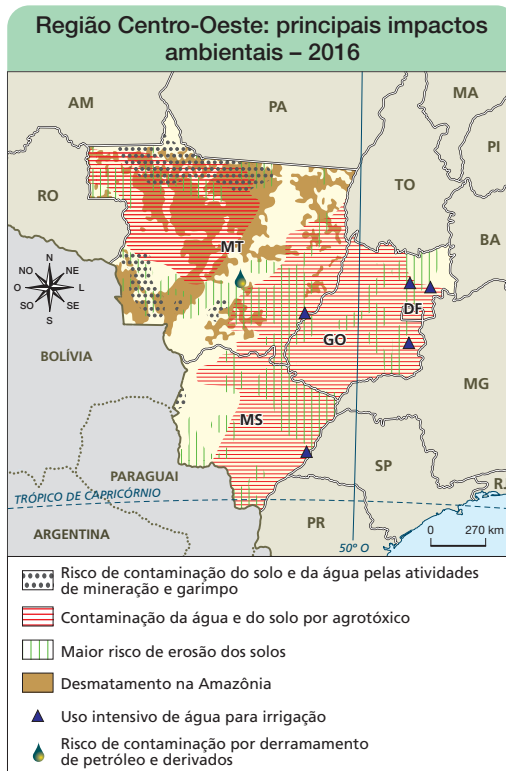 Região Centro-Oeste: principais impactos
ambientais – 2016
AM
PA
MA
PI
RO
TO
BA
MT
N
NO
NE
O
L
SO
SE
S
DF
GO
BOLÍVIA
MG
MS
SP
PARAGUAI
R.
TRÓPICO DE CAPRICÓRNIO
PR
ARGENTINA
50º O
0 270 km
Risco de contaminação do solo e da água pelas atividades
de mineração e garimpo
Contaminação da água e do solo por agrotóxico
Maior risco de erosão dos solos
Desmatamento na Amazônia
Uso intensivo de água para irrigação
Risco de contaminação por derramamento
de petróleo e derivados